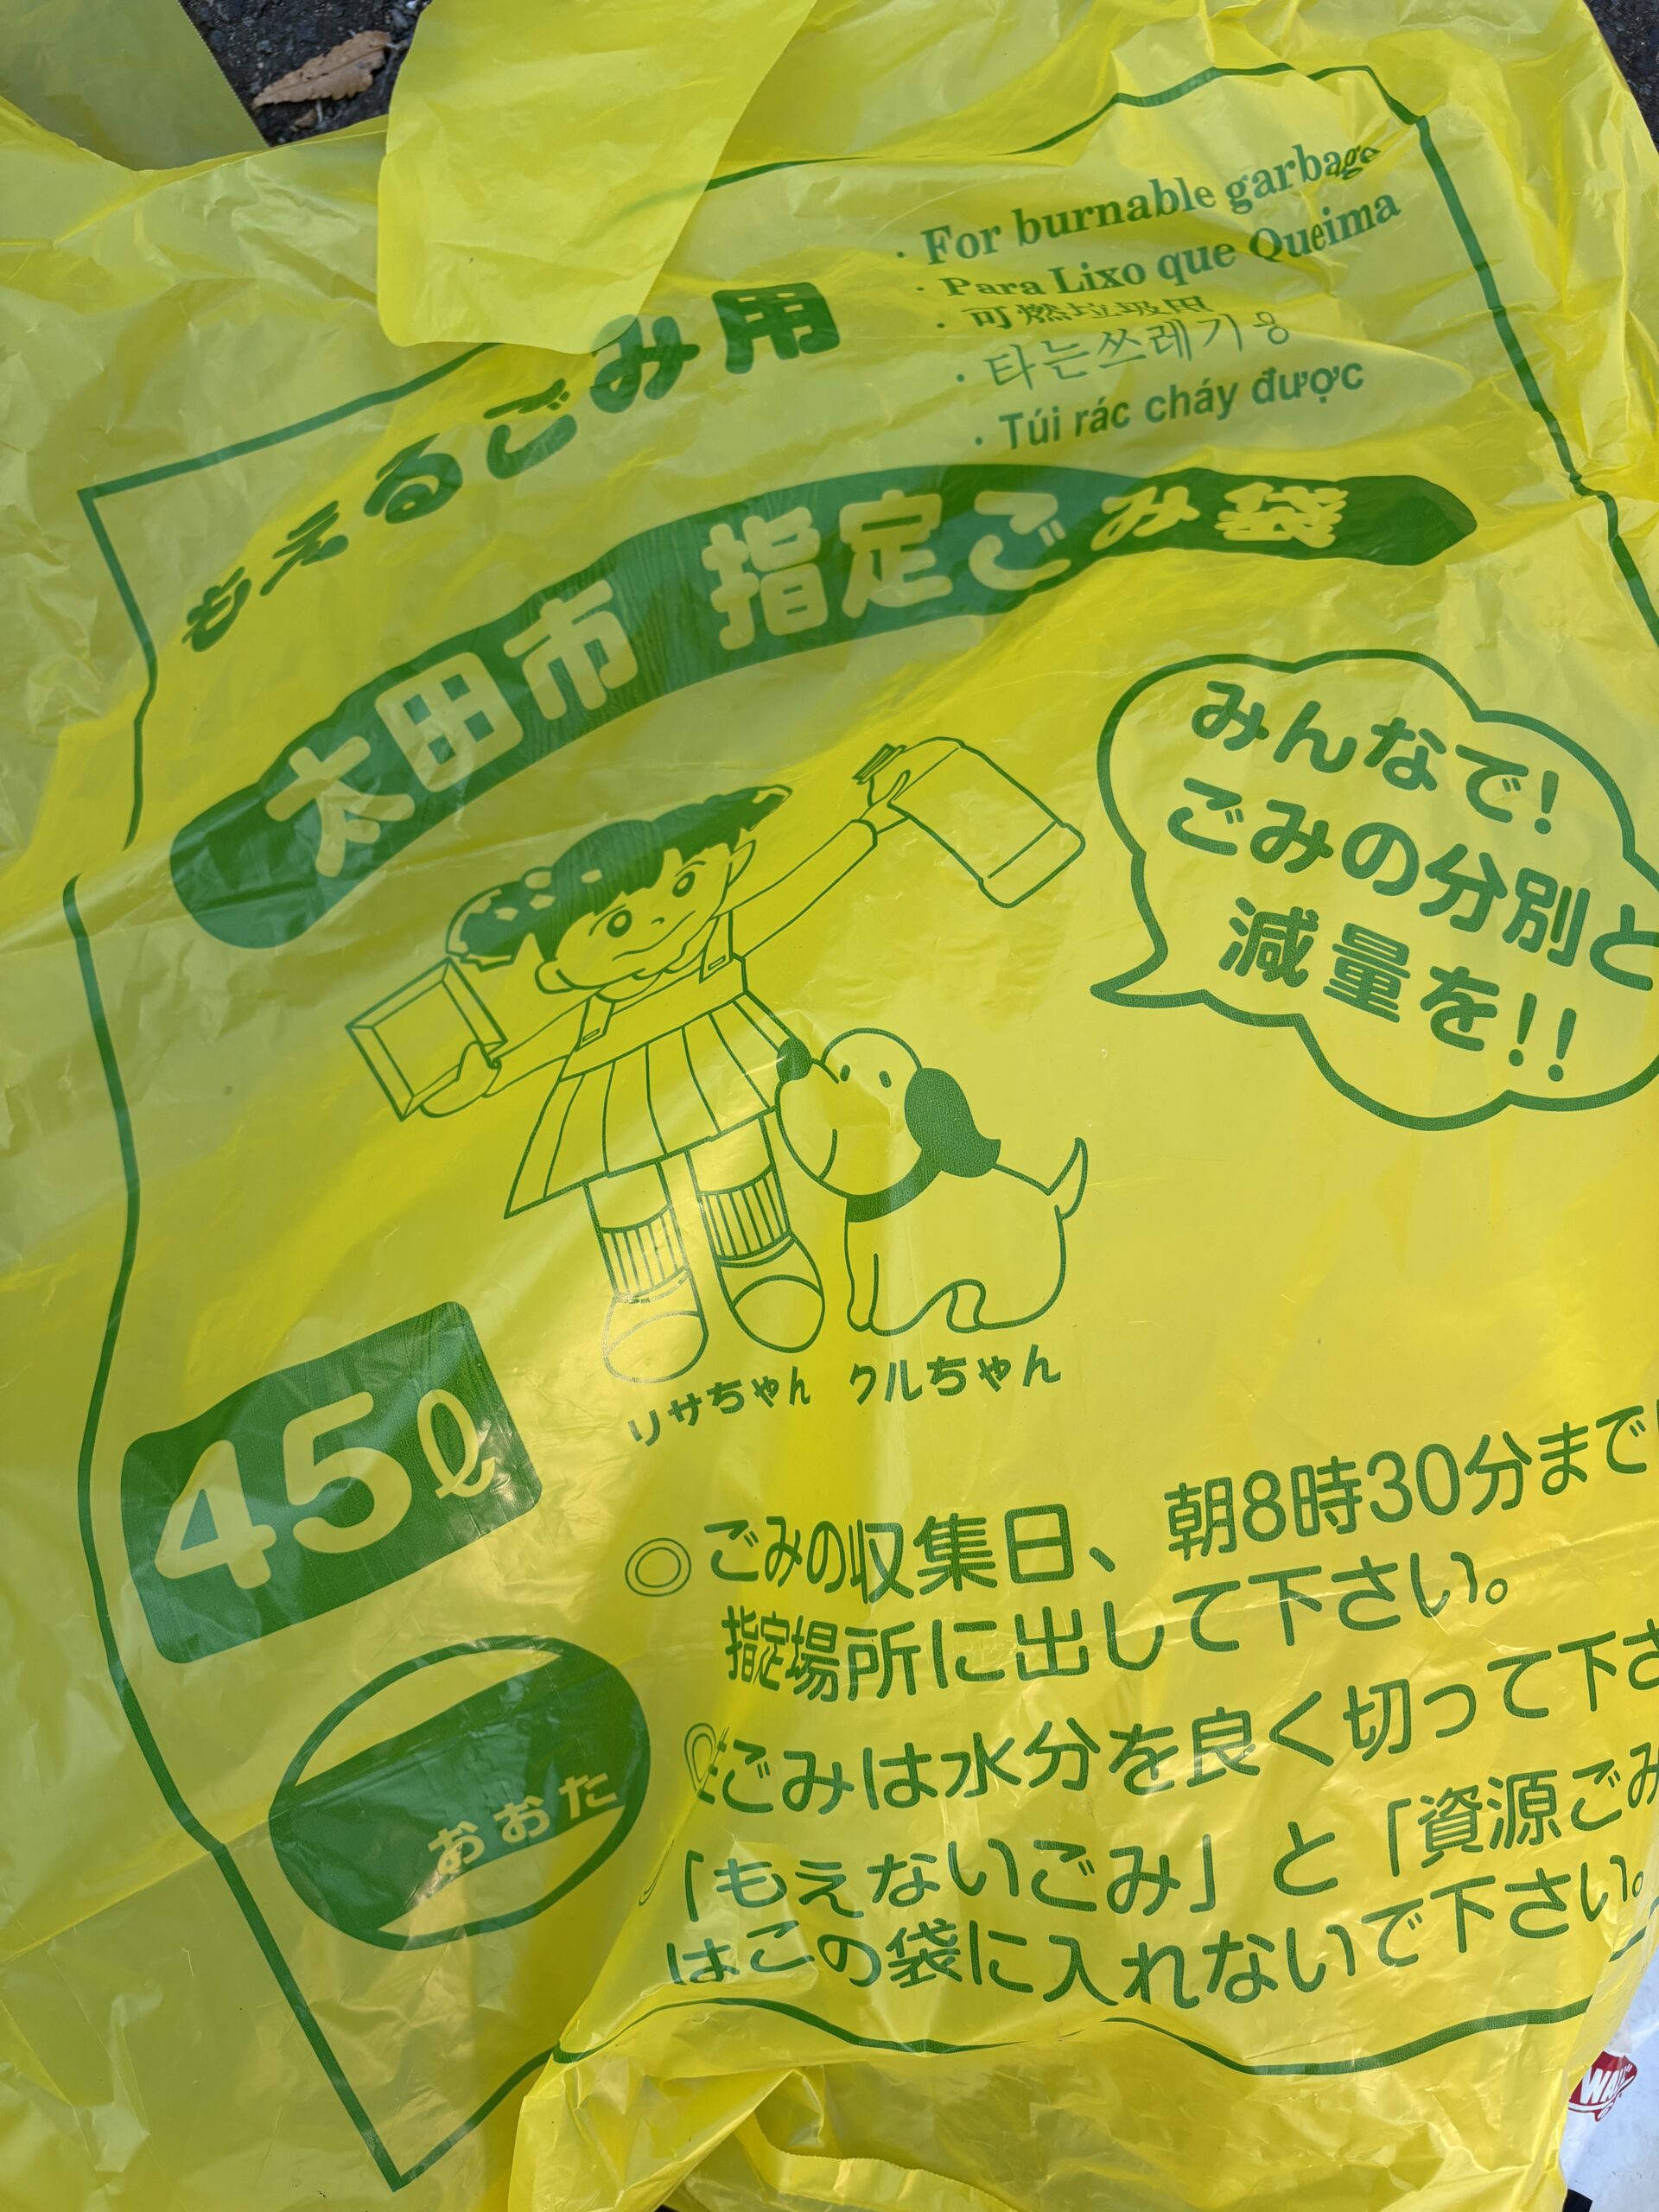 もえるごみ用
・For burnable garbage
・Para Lixo que Queima
・可燃垃圾用
・타는쓰레기용
・Túi rác cháy được
太田市 指定ごみ袋
みんなで！
ごみの分別と
減量を！！
リサちゃん クルちゃん
45ℓ
おおた
◎ごみの収集日、朝8時30分まで
指定場所に出して下さい。
ごみは水分を良く切って下さ
「もえないごみ」と「資源ごみ
はこの袋に入れないで下さい。